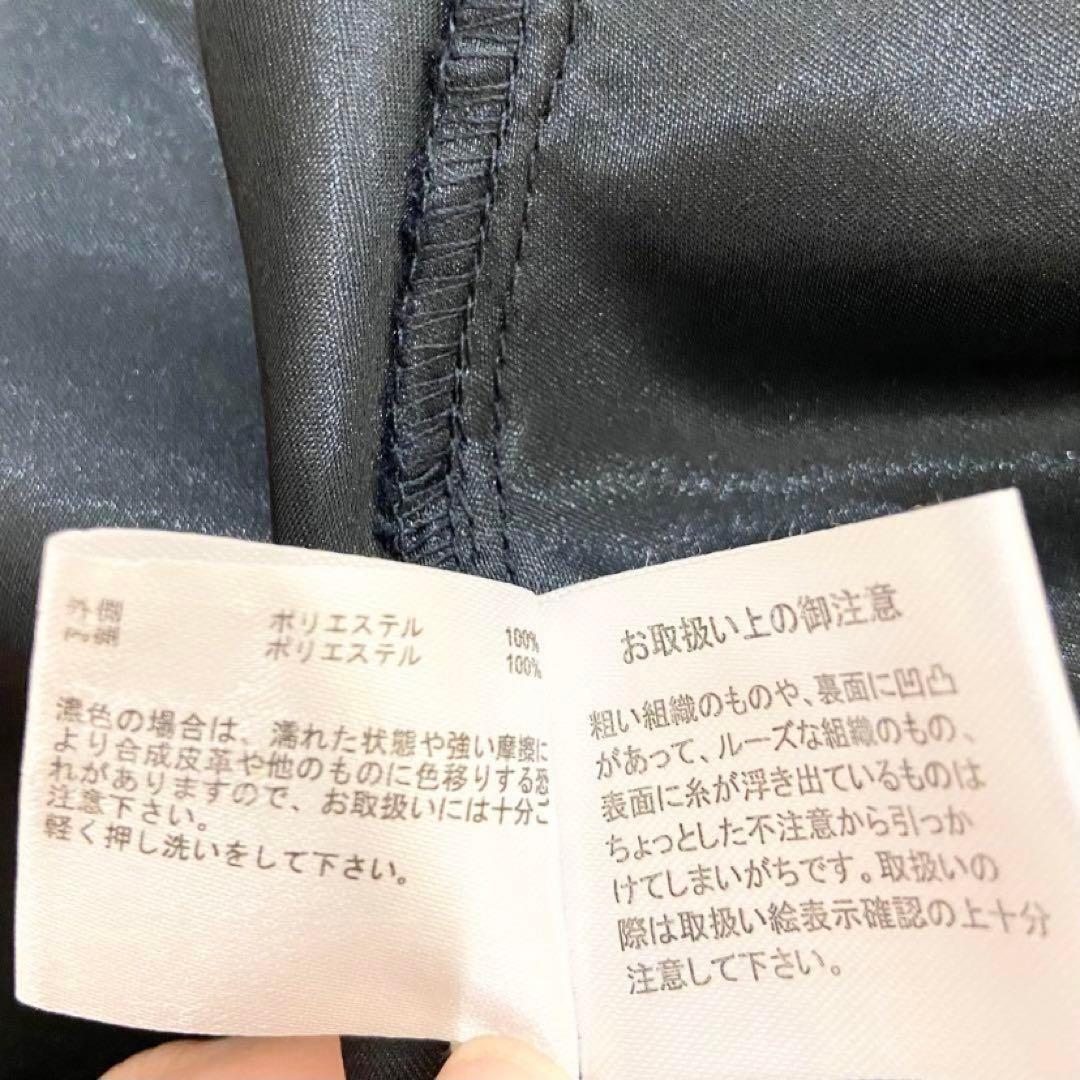 外側 ポリエステル 100%
ポリエステル 100%
濃色の場合は、濡れた状態や強い摩擦に
より合成皮革や他のものに色移りする恐
れがありますので、お取扱いには十分ご
注意下さい。
軽く押し洗いをして下さい。
お取扱い上の御注意
粗い組織のものや、裏面に凹凸
があって、ルーズな組織のもの、
表面に糸が浮き出ているものは
ちょっとした不注意から引っか
けてしまいがちです。取扱いの
際は取扱い絵表示確認の上十分
注意して下さい。